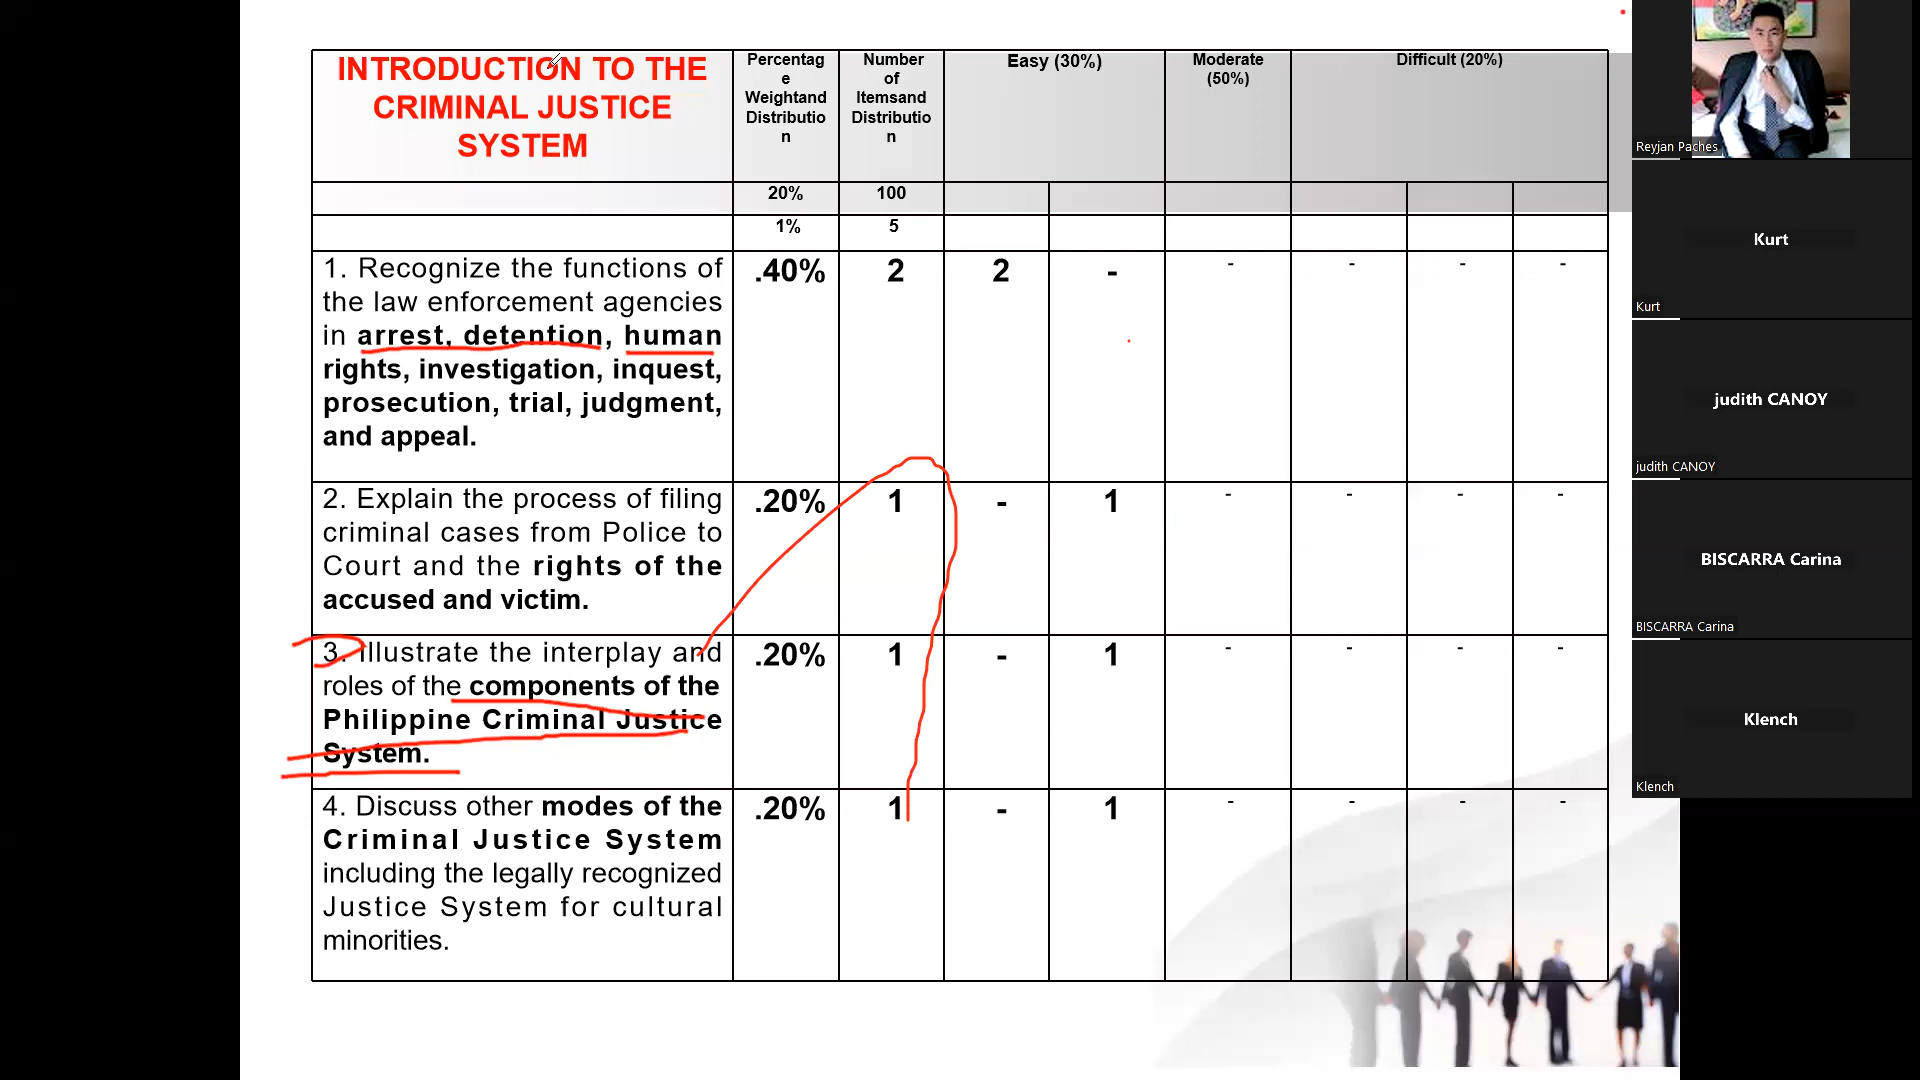 INTRODUCTION TO THE
CRIMINAL JUSTICE
SYSTEM
Percentag
e
Weightand
Distributio
n
Number
of
Itemsand
Distributio
n
Easy (30%)
Moderate
(50%)
Difficult (20%)
20%
100
1%
5
1. Recognize the functions of
the law enforcement agencies
in arrest, detention, human
rights, investigation, inquest,
prosecution, trial, judgment,
and appeal.
.40%
2
2
-
-
-
-
-
2. Explain the process of filing
criminal cases from Police to
Court and the rights of the
accused and victim.
.20%
1
-
1
-
-
-
-
3. Illustrate the interplay and
roles of the components of the
Philippine Criminal Justice
System.
.20%
1
-
1
-
-
-
-
4. Discuss other modes of the
Criminal Justice System
including the legally recognized
Justice System for cultural
minorities.
.20%
1
-
1
-
-
-
-
Reyjan Paches
Kurt
Kurt
judith CANOY
judith CANOY
BISCARRA Carina
BISCARRA Carina
Klench
Klench